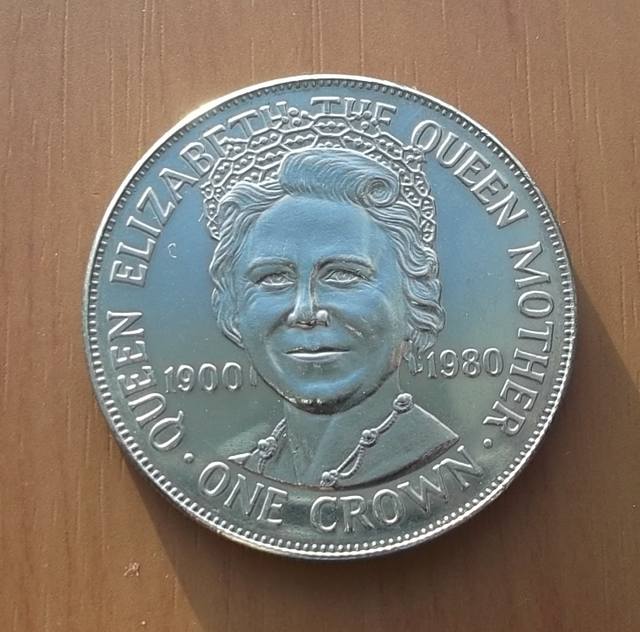 QUEEN ELIZABETH THE QUEEN MOTHER ·
1900 1980
· ONE CROWN